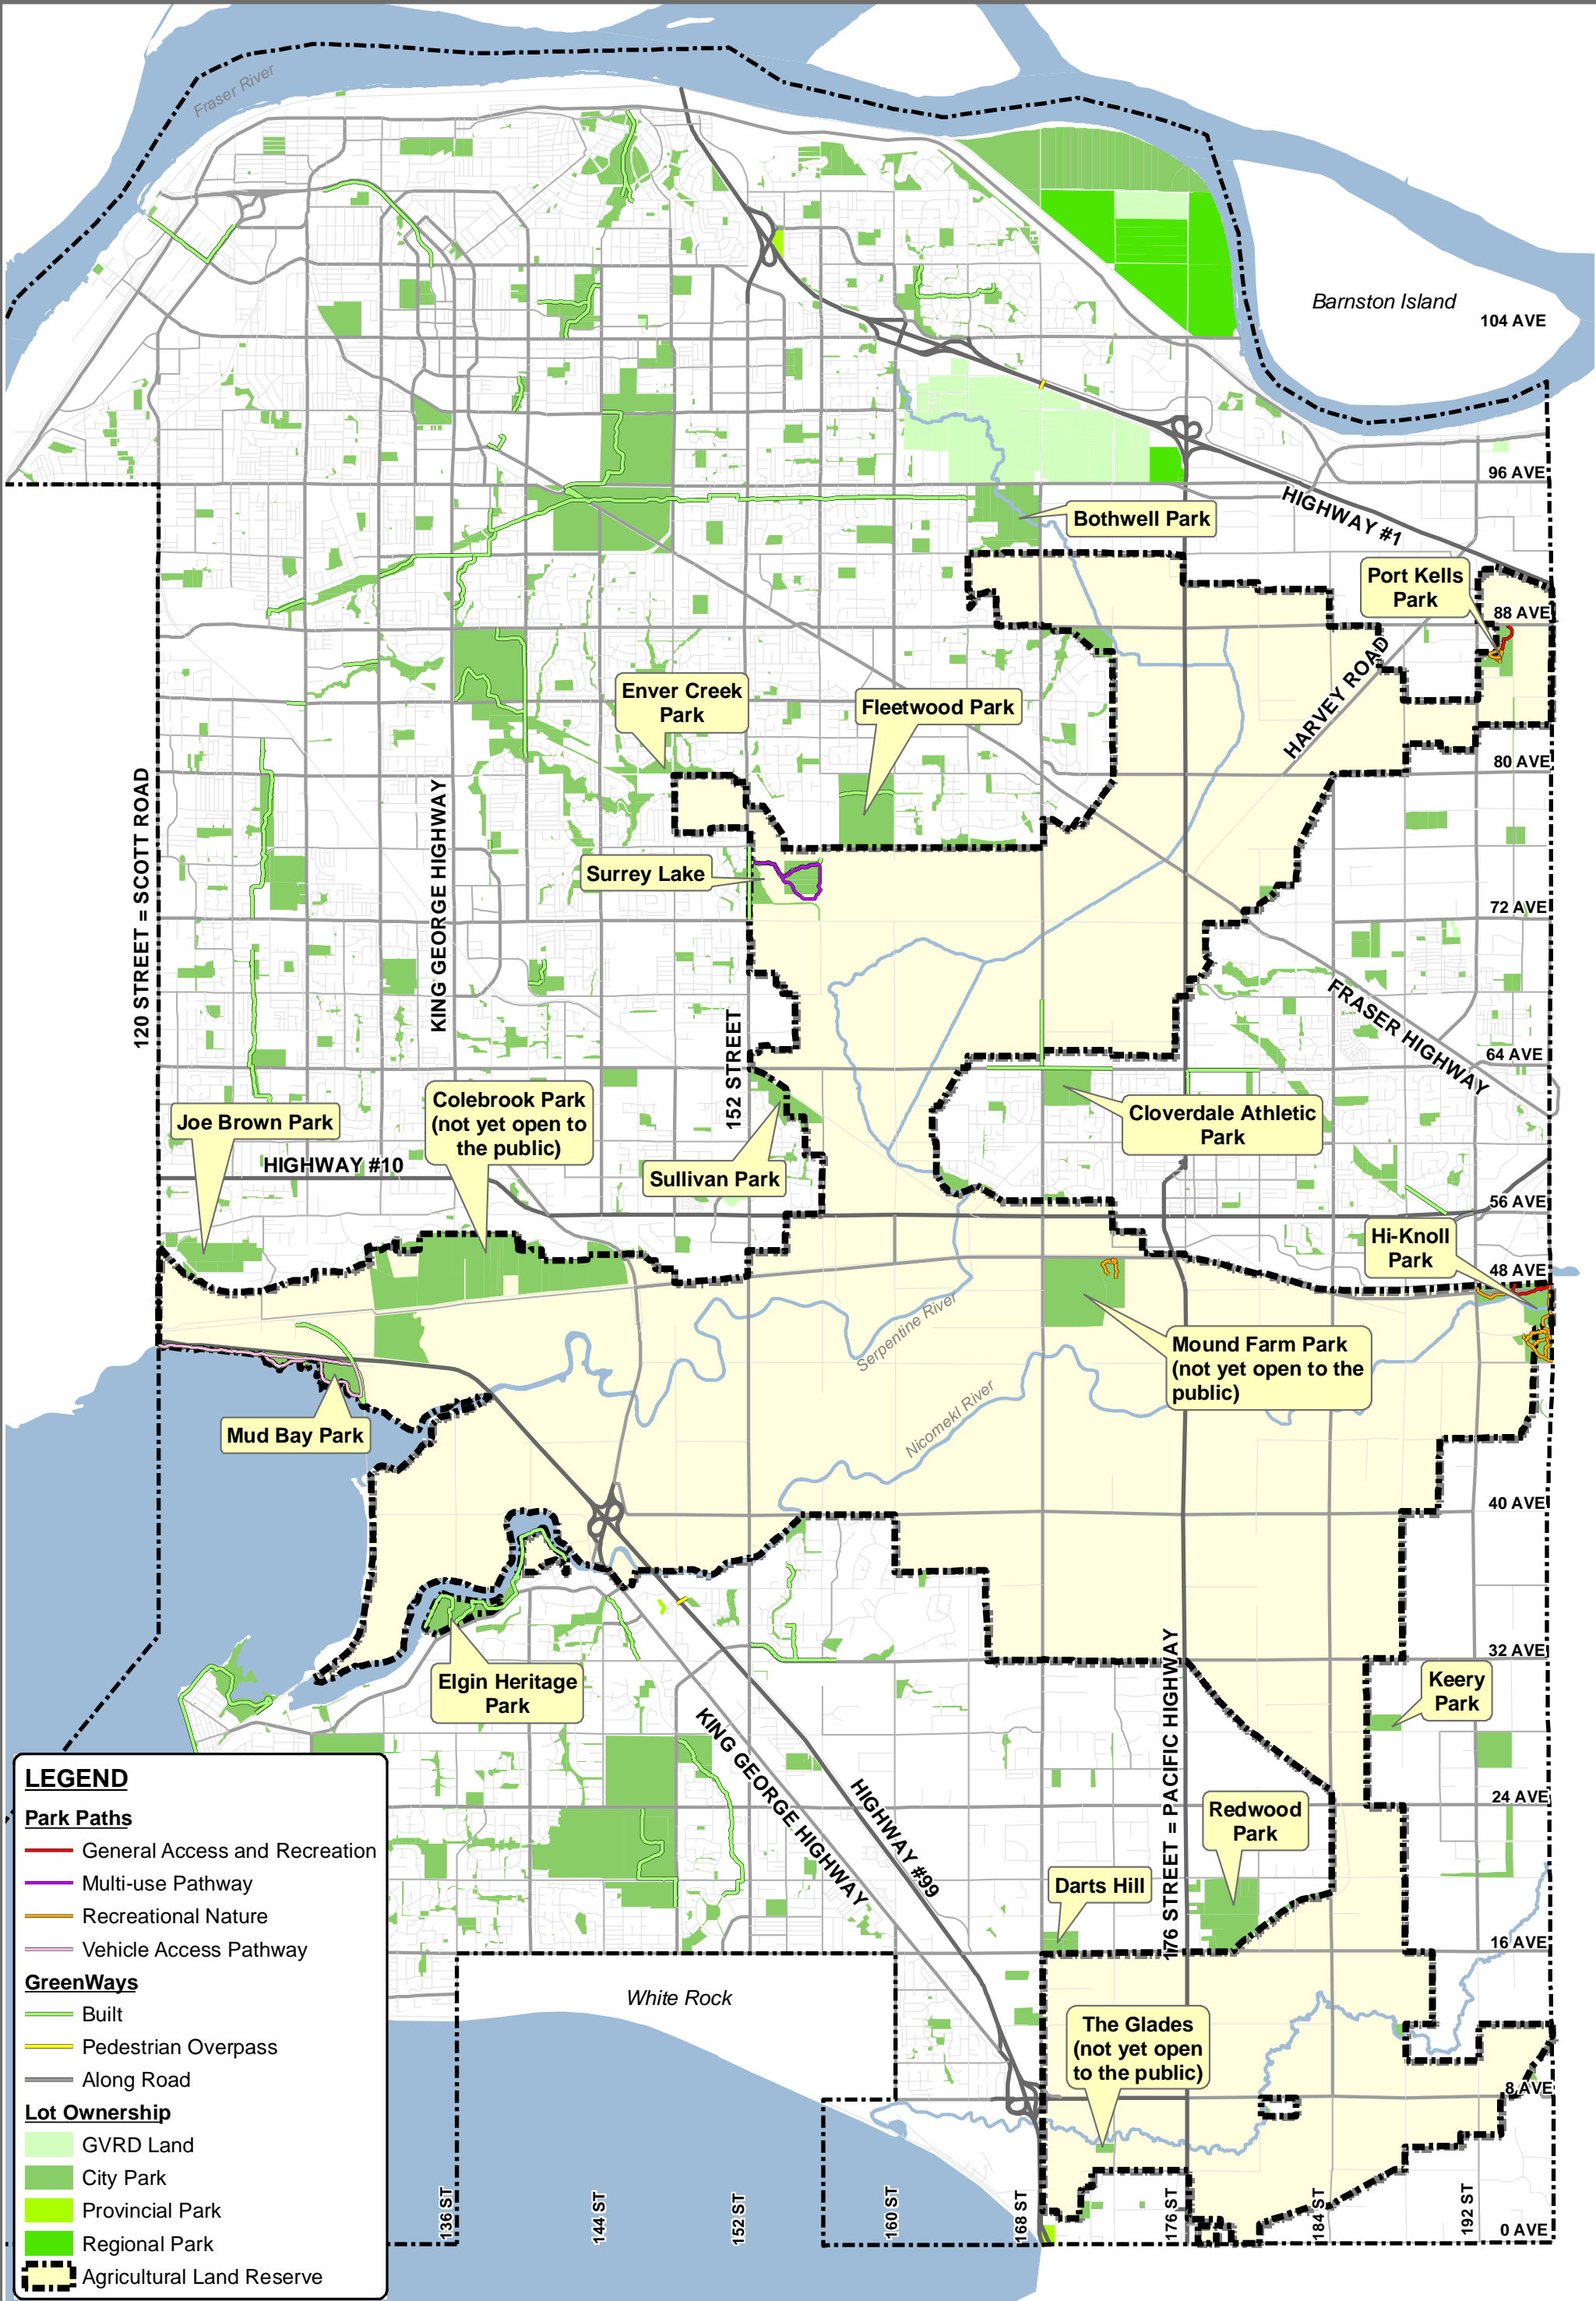 Fraser River
Barnston Island
104 AVE
96 AVE
HIGHWAY #1
Bothwell Park
Port Kells
Park
88 AVE
HARVEY ROAD
Enver Creek
Park
Fleetwood Park
80 AVE
120 STREET = SCOTT ROAD
KING GEORGE HIGHWAY
Surrey Lake
72 AVE
FRASER HIGHWAY
152 STREET
64 AVE
Joe Brown Park
Colebrook Park
(not yet open to
the public)
Cloverdale Athletic
Park
HIGHWAY #10
Sullivan Park
56 AVE
Hi-Knoll
Park
48 AVE
Serpentine River
Mound Farm Park
(not yet open to the
public)
Nicomekl River
Mud Bay Park
40 AVE
32 AVE
Elgin Heritage
Park
Keery
Park
176 STREET = PACIFIC HIGHWAY
KING GEORGE HIGHWAY
HIGHWAY #99
24 AVE
Redwood
Park
Darts Hill
16 AVE
White Rock
The Glades
(not yet open
to the public)
8 AVE
136 ST
144 ST
152 ST
160 ST
168 ST
176 ST
184 ST
192 ST
0 AVE
LEGEND
Park Paths
General Access and Recreation
Multi-use Pathway
Recreational Nature
Vehicle Access Pathway
GreenWays
Built
Pedestrian Overpass
Along Road
Lot Ownership
GVRD Land
City Park
Provincial Park
Regional Park
Agricultural Land Reserve